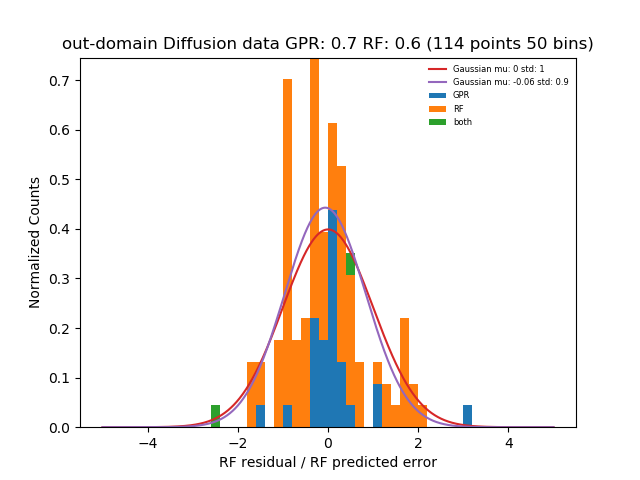 out-domain Diffusion data GPR: 0.7 RF: 0.6 (114 points 50 bins)
Gaussian mu: 0 std: 1
Gaussian mu: -0.06 std: 0.9
GPR
RF
both
Normalized Counts
0.7
0.6
0.5
0.4
0.3
0.2
0.1
0.0
−4 −2 0 2 4
RF residual / RF predicted error